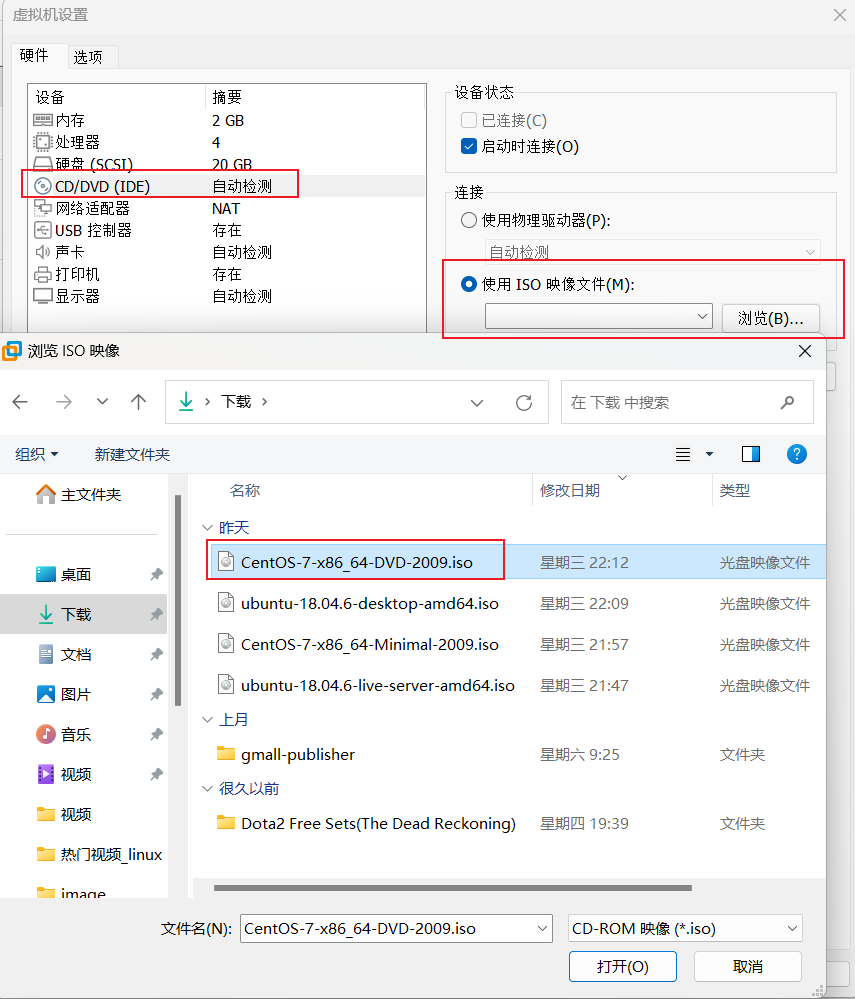 虚拟机设置
硬件 选项
设备 摘要
内存 2 GB
处理器 4
硬盘 (SCSI) 20 GB
CD/DVD (IDE) 自动检测
网络适配器 NAT
USB 控制器 存在
声卡 自动检测
打印机 存在
显示器 自动检测
设备状态
已连接(C)
启动时连接(O)
连接
使用物理驱动器(P):
自动检测
使用 ISO 映像文件(M):
浏览(B)...
浏览 ISO 映像
下载
在 下载 中搜索
组织 新建文件夹
主文件夹
桌面
下载
文档
图片
音乐
视频
视频
热门视频_linux
image
名称 修改日期 类型
昨天
CentOS-7-x86_64-DVD-2009.iso 星期三 22:12 光盘映像文件
ubuntu-18.04.6-desktop-amd64.iso 星期三 22:09 光盘映像文件
CentOS-7-x86_64-Minimal-2009.iso 星期三 21:57 光盘映像文件
ubuntu-18.04.6-live-server-amd64.iso 星期三 21:47 光盘映像文件
上月
gmall-publisher 星期六 9:25 文件夹
很久以前
Dota2 Free Sets(The Dead Reckoning) 星期四 19:39 文件夹
文件名(N): CentOS-7-x86_64-DVD-2009.iso CD-ROM 映像 (*.iso)
打开(O) 取消